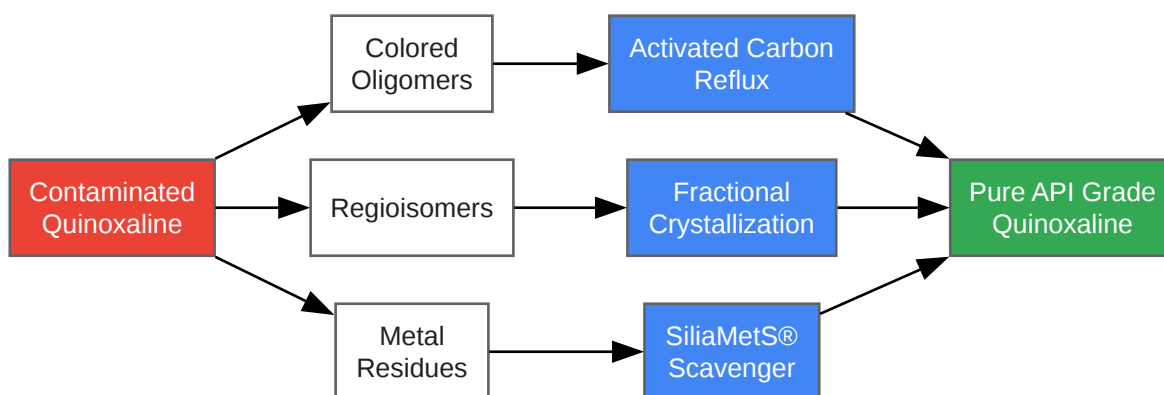 Colored
Oligomers
Activated Carbon
Reflux
Contaminated
Quinoxaline
Regioisomers
Fractional
Crystallization
Pure API Grade
Quinoxaline
Metal
Residues
SiliaMetS®
Scavenger